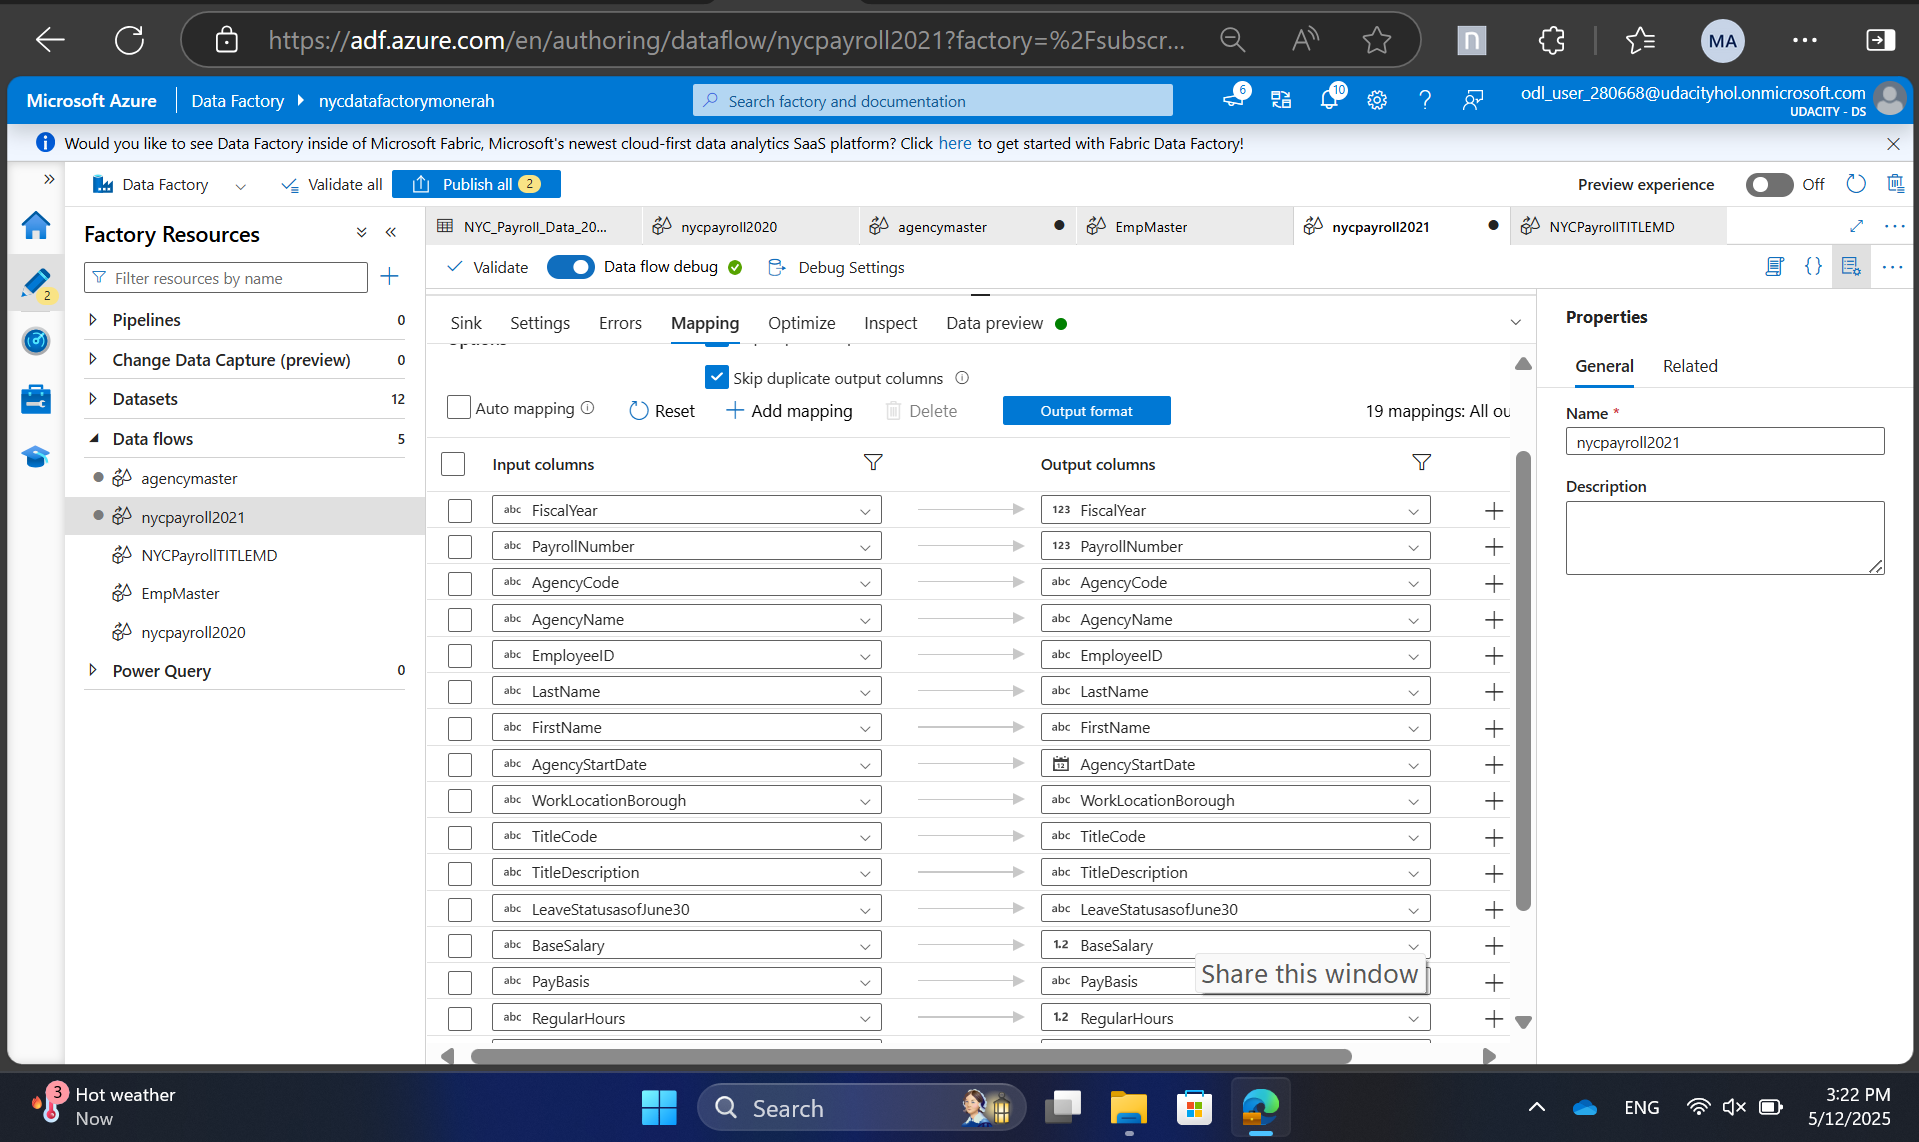 https://adf.azure.com/en/authoring/dataflow/nycpayroll2021?factory=%2Fsubscr...
MA
Microsoft Azure
Data Factory
nycdatafactorymonerah
Search factory and documentation
6
10
odl_user_280668@udacityhol.onmicrosoft.com
UDACITY - DS
Would you like to see Data Factory inside of Microsoft Fabric, Microsoft's newest cloud-first data analytics SaaS platform? Click here to get started with Fabric Data Factory!
Data Factory
Validate all
Publish all 2
Preview experience
Off
2
Factory Resources
Filter resources by name
Pipelines 0
Change Data Capture (preview) 0
Datasets 12
Data flows 5
agencymaster
nycpayroll2021
NYCPayrollTITLEMD
EmpMaster
nycpayroll2020
Power Query 0
NYC_Payroll_Data_20...
nycpayroll2020
agencymaster
EmpMaster
nycpayroll2021
NYCPayrollTITLEMD
Validate
Data flow debug
Debug Settings
Sink
Settings
Errors
Mapping
Optimize
Inspect
Data preview
Options
Skip duplicate output columns
Auto mapping
Reset
Add mapping
Delete
Output format
19 mappings: All ou
Input columns
Output columns
abc FiscalYear 123 FiscalYear
abc PayrollNumber 123 PayrollNumber
abc AgencyCode abc AgencyCode
abc AgencyName abc AgencyName
abc EmployeeID abc EmployeeID
abc LastName abc LastName
abc FirstName abc FirstName
abc AgencyStartDate 12 AgencyStartDate
abc WorkLocationBorough abc WorkLocationBorough
abc TitleCode abc TitleCode
abc TitleDescription abc TitleDescription
abc LeaveStatusasofJune30 abc LeaveStatusasofJune30
abc BaseSalary 1.2 BaseSalary
abc PayBasis abc PayBasis
Share this window
abc RegularHours 1.2 RegularHours
Properties
General
Related
Name *
nycpayroll2021
Description
3
Hot weather
Now
Search
ENG
3:22 PM
5/12/2025